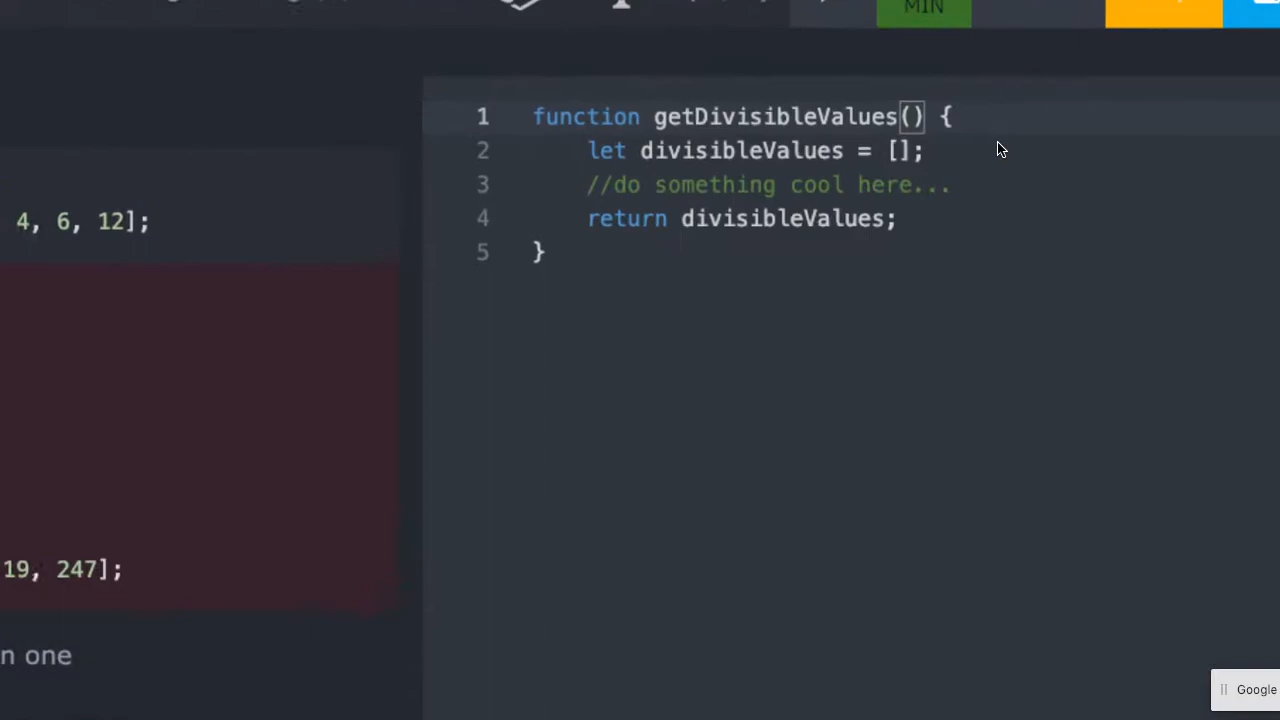 MIN
1 function getDivisibleValues() {
2 let divisibleValues = [];
3 //do something cool here...
4 return divisibleValues;
5 }
4, 6, 12];
19, 247];
n one
Google